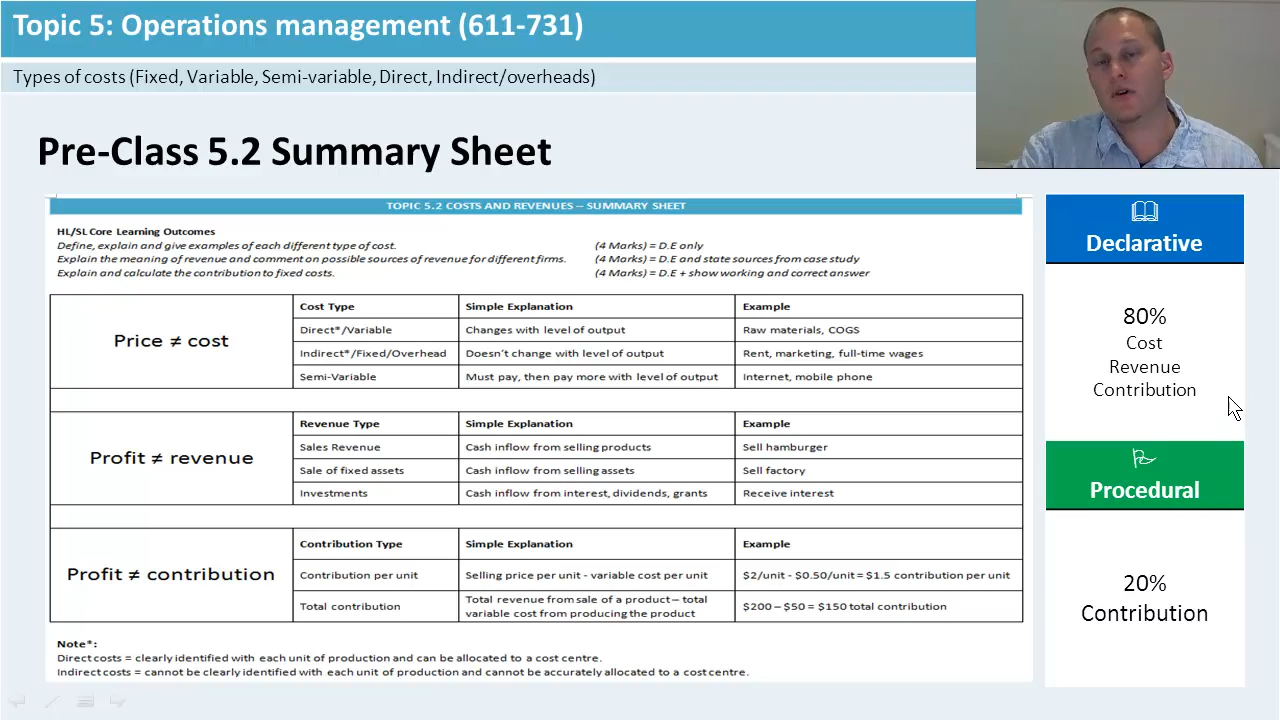 Topic 5: Operations management (611-731)
Types of costs (Fixed, Variable, Semi-variable, Direct, Indirect/overheads)
Pre-Class 5.2 Summary Sheet
TOPIC 5.2 COSTS AND REVENUES – SUMMARY SHEET
HL/SL Core Learning Outcomes
Define, explain and give examples of each different type of cost. (4 Marks) = D.E only
Explain the meaning of revenue and comment on possible sources of revenue for different firms. (4 Marks) = D.E and state sources from case study
Explain and calculate the contribution to fixed costs. (4 Marks) = D.E + show working and correct answer
Price ≠ cost
Cost Type Simple Explanation Example
Direct*/Variable Changes with level of output Raw materials, COGS
Indirect*/Fixed/Overhead Doesn't change with level of output Rent, marketing, full-time wages
Semi-Variable Must pay, then pay more with level of output Internet, mobile phone
Profit ≠ revenue
Revenue Type Simple Explanation Example
Sales Revenue Cash inflow from selling products Sell hamburger
Sale of fixed assets Cash inflow from selling assets Sell factory
Investments Cash inflow from interest, dividends, grants Receive interest
Profit ≠ contribution
Contribution Type Simple Explanation Example
Contribution per unit Selling price per unit - variable cost per unit $2/unit - $0.50/unit = $1.5 contribution per unit
Total contribution Total revenue from sale of a product – total variable cost from producing the product $200 – $50 = $150 total contribution
Note*:
Direct costs = clearly identified with each unit of production and can be allocated to a cost centre.
Indirect costs = cannot be clearly identified with each unit of production and cannot be accurately allocated to a cost centre.
Declarative
80%
Cost
Revenue
Contribution
Procedural
20%
Contribution